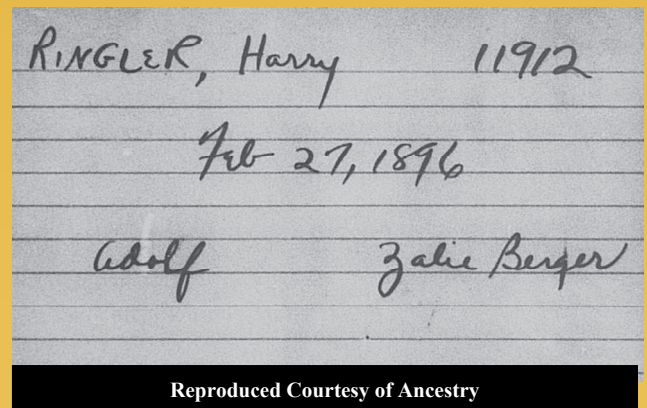 RINGLER, Harry 11912
Feb 27, 1896
Adolf Zalie Berger
Reproduced Courtesy of Ancestry